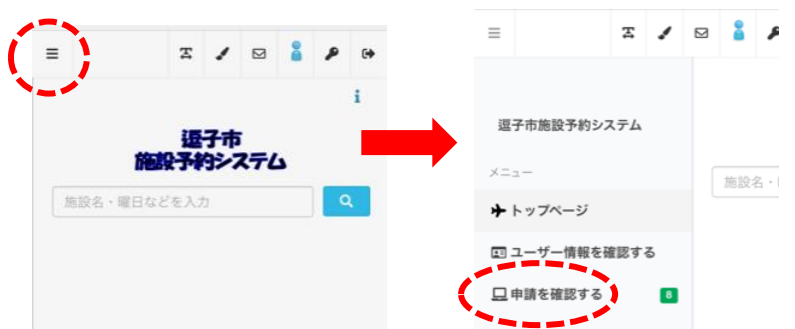 逗子市
施設予約システム
施設名・曜日などを入力
逗子市施設予約システム
メニュー
施設名・
トップページ
ユーザー情報を確認する
申請を確認する 8